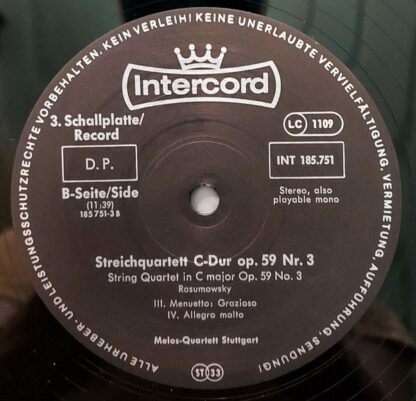 ALLE URHEBER- UND LEISTUNGSSCHUTZRECHTE VORBEHALTEN. KEIN VERLEIH! KEINE UNERLAUBTE VERVIELFÄLTIGUNG, VERMIETUNG, AUFFÜHRUNG, SENDUNG!
Intercord
3. Schallplatte/
Record
LC 1109
D.P.
INT 185.751
B-Seite/Side
(11:39)
185 751-3 B
Stereo, also
playable mono
Streichquartett C-Dur op. 59 Nr. 3
String Quartet in C major Op. 59 No. 3
Rasumowsky
III. Menuetto: Grazioso
IV. Allegro molto
Melos-Quartett Stuttgart
ST 33